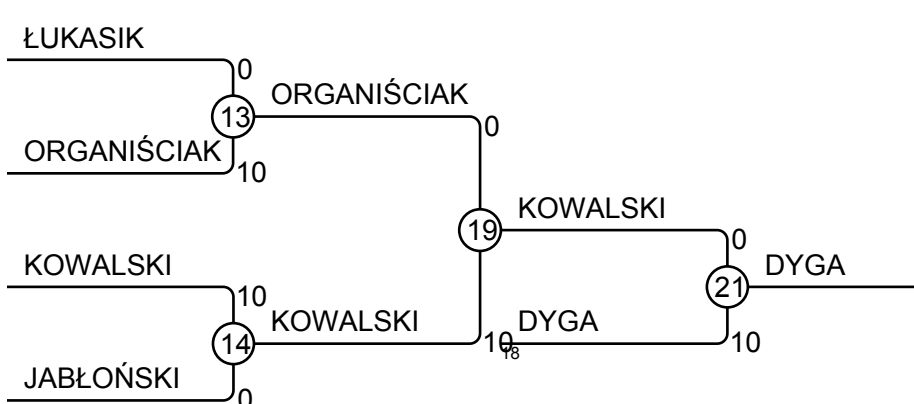 ŁUKASIK
0
13
ORGANIŚCIAK
0
ORGANIŚCIAK
10
19
KOWALSKI
0
KOWALSKI
10
21
DYGA
14
KOWALSKI
10
18
DYGA
10
JABŁOŃSKI
0